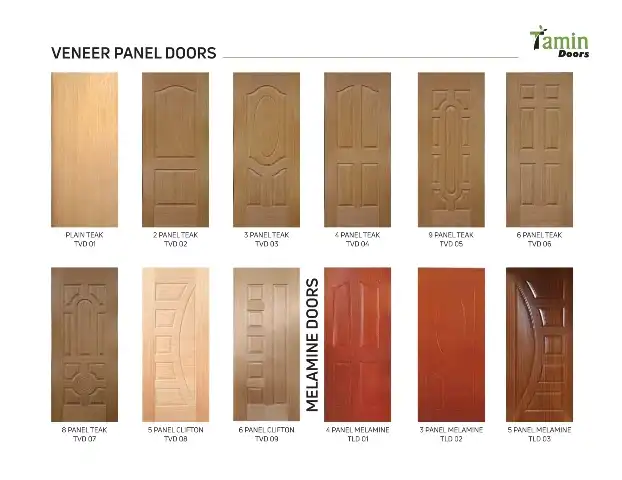 VENEER PANEL DOORS
Tamin
Doors
PLAIN TEAK
TVD 01
2 PANEL TEAK
TVD 02
3 PANEL TEAK
TVD 03
4 PANEL TEAK
TVD 04
9 PANEL TEAK
TVD 05
6 PANEL TEAK
TVD 06
MELAMINE DOORS
8 PANEL TEAK
TVD 07
5 PANEL CLIFTON
TVD 08
6 PANEL CLIFTON
TVD 09
4 PANEL MELAMINE
TLD 01
3 PANEL MELAMINE
TLD 02
5 PANEL MELAMINE
TLD 03